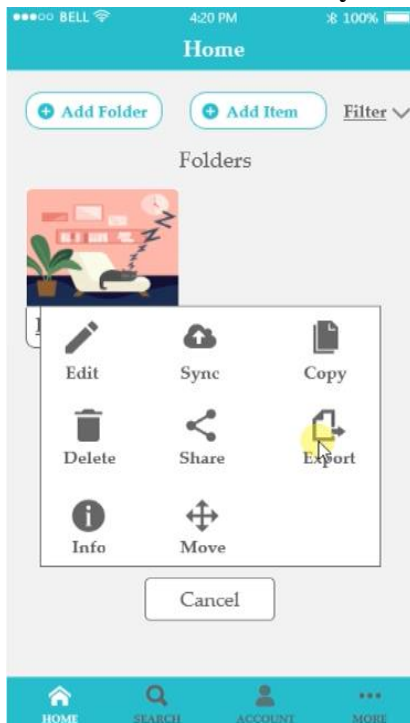 BELL 4:20 PM 100%
Home
Add Folder Add Item Filter
Folders
Edit Sync Copy
Delete Share Export
Info Move
Cancel
HOME SEARCH ACCOUNT MORE